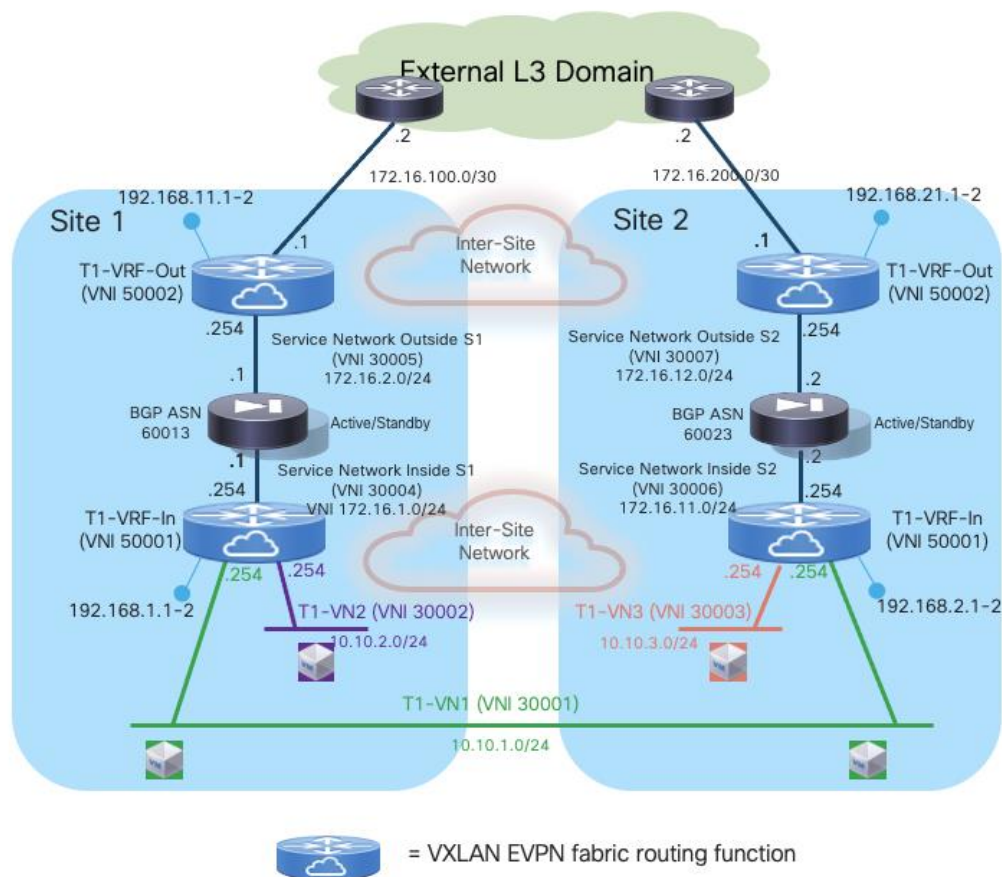 External L3 Domain
.2
.2
172.16.100.0/30
172.16.200.0/30
192.168.11.1-2
192.168.21.1-2
Site 1
Site 2
.1
.1
Inter-Site
Network
T1-VRF-Out
(VNI 50002)
T1-VRF-Out
(VNI 50002)
.254
.254
Service Network Outside S1
(VNI 30005)
172.16.2.0/24
Service Network Outside S2
(VNI 30007)
172.16.12.0/24
.1
.2
BGP ASN
60013
Active/Standby
BGP ASN
60023
Active/Standby
.1
.2
Service Network Inside S1
(VNI 30004)
VNI 172.16.1.0/24
Service Network Inside S2
(VNI 30006)
172.16.11.0/24
.254
.254
T1-VRF-In
(VNI 50001)
T1-VRF-In
(VNI 50001)
Inter-Site
Network
.254
.254
.254
.254
192.168.1.1-2
192.168.2.1-2
T1-VN2 (VNI 30002)
10.10.2.0/24
T1-VN3 (VNI 30003)
10.10.3.0/24
VM
VM
T1-VN1 (VNI 30001)
10.10.1.0/24
VM
VM
= VXLAN EVPN fabric routing function